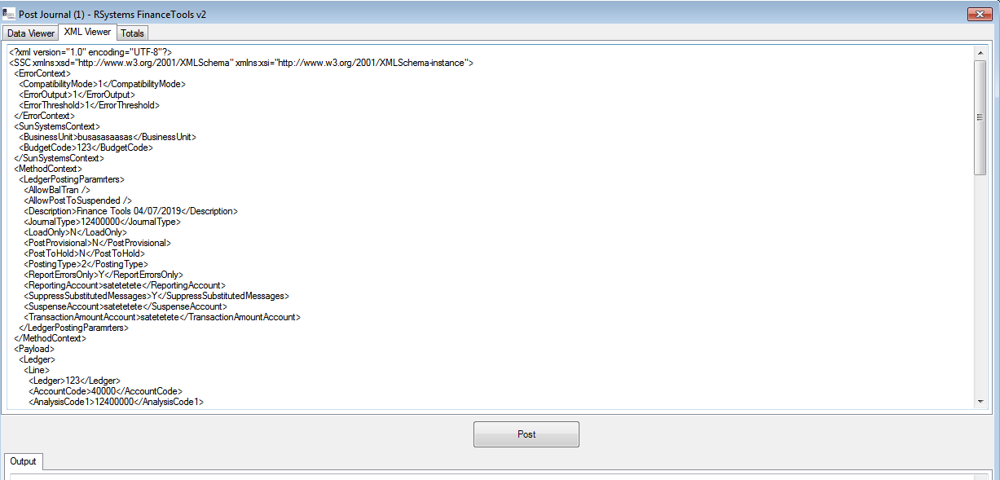 Post Journal (1) - RSystems FinanceTools v2
Data Viewer XML Viewer Totals
<?xml version="1.0" encoding="UTF-8"?>
<SSC xmlns:xsd="http://www.w3.org/2001/XMLSchema" xmlns:xsi="http://www.w3.org/2001/XMLSchema-instance">
<ErrorContext>
<CompatibilityMode>1</CompatibilityMode>
<ErrorOutput>1</ErrorOutput>
<ErrorThreshold>1</ErrorThreshold>
</ErrorContext>
<SunSystemsContext>
<BusinessUnit>busasasaasas</BusinessUnit>
<BudgetCode>123</BudgetCode>
</SunSystemsContext>
<MethodContext>
<LedgerPostingParamrters>
<AllowBalTran />
<AllowPostToSuspended />
<Description>Finance Tools 04/07/2019</Description>
<JournalType>12400000</JournalType>
<LoadOnly>N</LoadOnly>
<PostProvisional>N</PostProvisional>
<PostToHold>N</PostToHold>
<PostingType>2</PostingType>
<ReportErrorsOnly>Y</ReportErrorsOnly>
<ReportingAccount>satetetete</ReportingAccount>
<SuppressSubstitutedMessages>Y</SuppressSubstitutedMessages>
<SuspenseAccount>satetetete</SuspenseAccount>
<TransactionAmountAccount>satetetete</TransactionAmountAccount>
</LedgerPostingParamrters>
</MethodContext>
<Payload>
<Ledger>
<Line>
<Ledger>123</Ledger>
<AccountCode>40000</AccountCode>
<AnalysisCode1>12400000</AnalysisCode1>
Post
Output